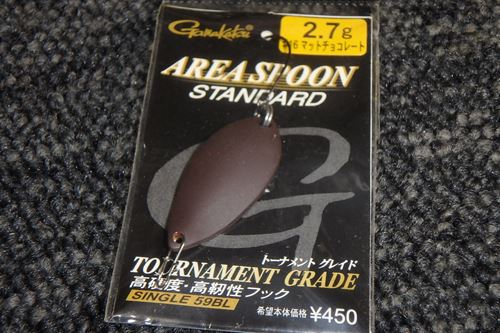 Gamakatsu
2.7g
#16 マットチョコレート
AREA SPOON
STANDARD
G
トーナメント グレイド
TOURNAMENT GRADE
高硬度・高靭性フック
SINGLE 59BL
希望本体価格 ¥450